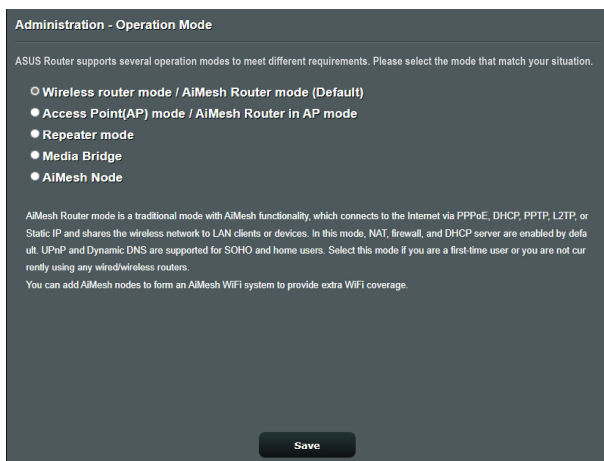 Administration - Operation Mode
ASUS Router supports several operation modes to meet different requirements. Please select the mode that match your situation.
Wireless router mode / AiMesh Router mode (Default)
Access Point(AP) mode / AiMesh Router in AP mode
Repeater mode
Media Bridge
AiMesh Node
AiMesh Router mode is a traditional mode with AiMesh functionality, which connects to the Internet via PPPoE, DHCP, PPTP, L2TP, or
Static IP and shares the wireless network to LAN clients or devices. In this mode, NAT, firewall, and DHCP server are enabled by defa
ult. UPnP and Dynamic DNS are supported for SOHO and home users. Select this mode if you are a first-time user or you are not cur
rently using any wired/wireless routers.
You can add AiMesh nodes to form an AiMesh WiFi system to provide extra WiFi coverage.
Save